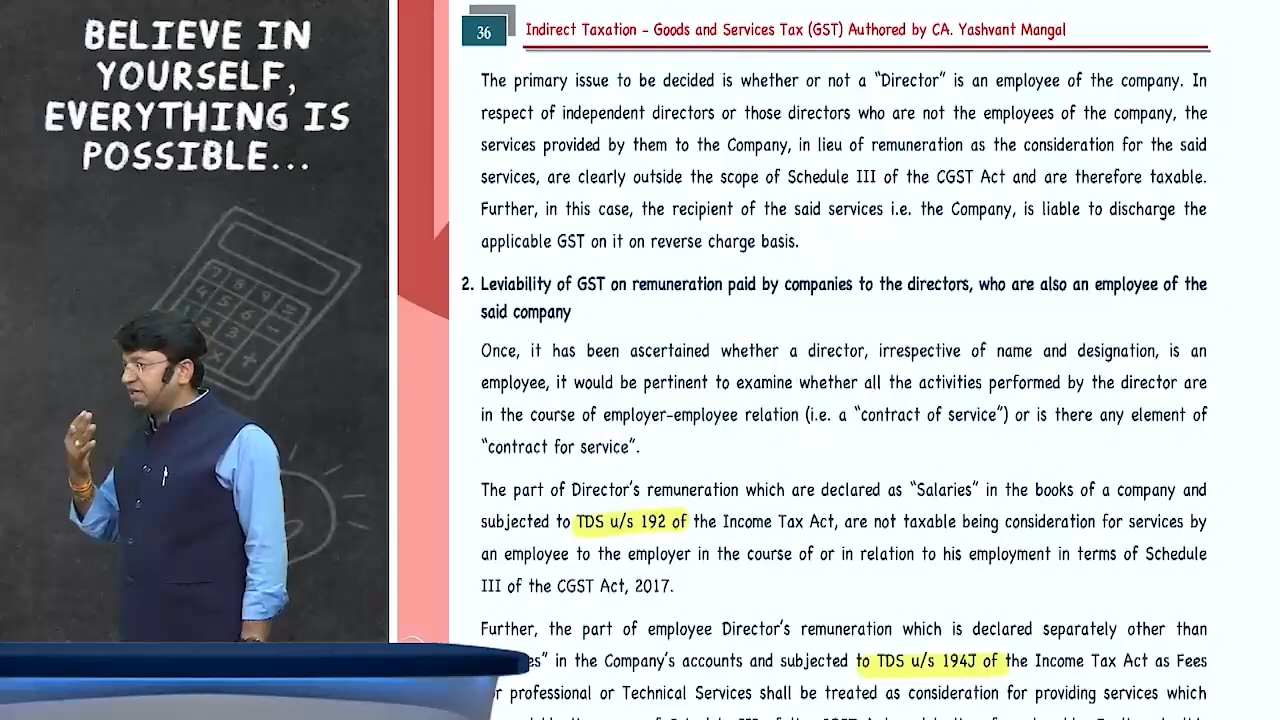 BELIEVE IN
YOURSELF,
EVERYTHING IS
POSSIBLE...
36
Indirect Taxation – Goods and Services Tax (GST) Authored by CA. Yashvant Mangal
The primary issue to be decided is whether or not a “Director” is an employee of the company. In
respect of independent directors or those directors who are not the employees of the company, the
services provided by them to the Company, in lieu of remuneration as the consideration for the said
services, are clearly outside the scope of Schedule III of the CGST Act and are therefore taxable.
Further, in this case, the recipient of the said services i.e. the Company, is liable to discharge the
applicable GST on it on reverse charge basis.
2. Leviability of GST on remuneration paid by companies to the directors, who are also an employee of the
said company
Once, it has been ascertained whether a director, irrespective of name and designation, is an
employee, it would be pertinent to examine whether all the activities performed by the director are
in the course of employer-employee relation (i.e. a “contract of service”) or is there any element of
“contract for service”.
The part of Director’s remuneration which are declared as “Salaries” in the books of a company and
subjected to TDS u/s 192 of the Income Tax Act, are not taxable being consideration for services by
an employee to the employer in the course of or in relation to his employment in terms of Schedule
III of the CGST Act, 2017.
Further, the part of employee Director’s remuneration which is declared separately other than
in the Company’s accounts and subjected to TDS u/s 194J of the Income Tax Act as Fees
professional or Technical Services shall be treated as consideration for providing services which